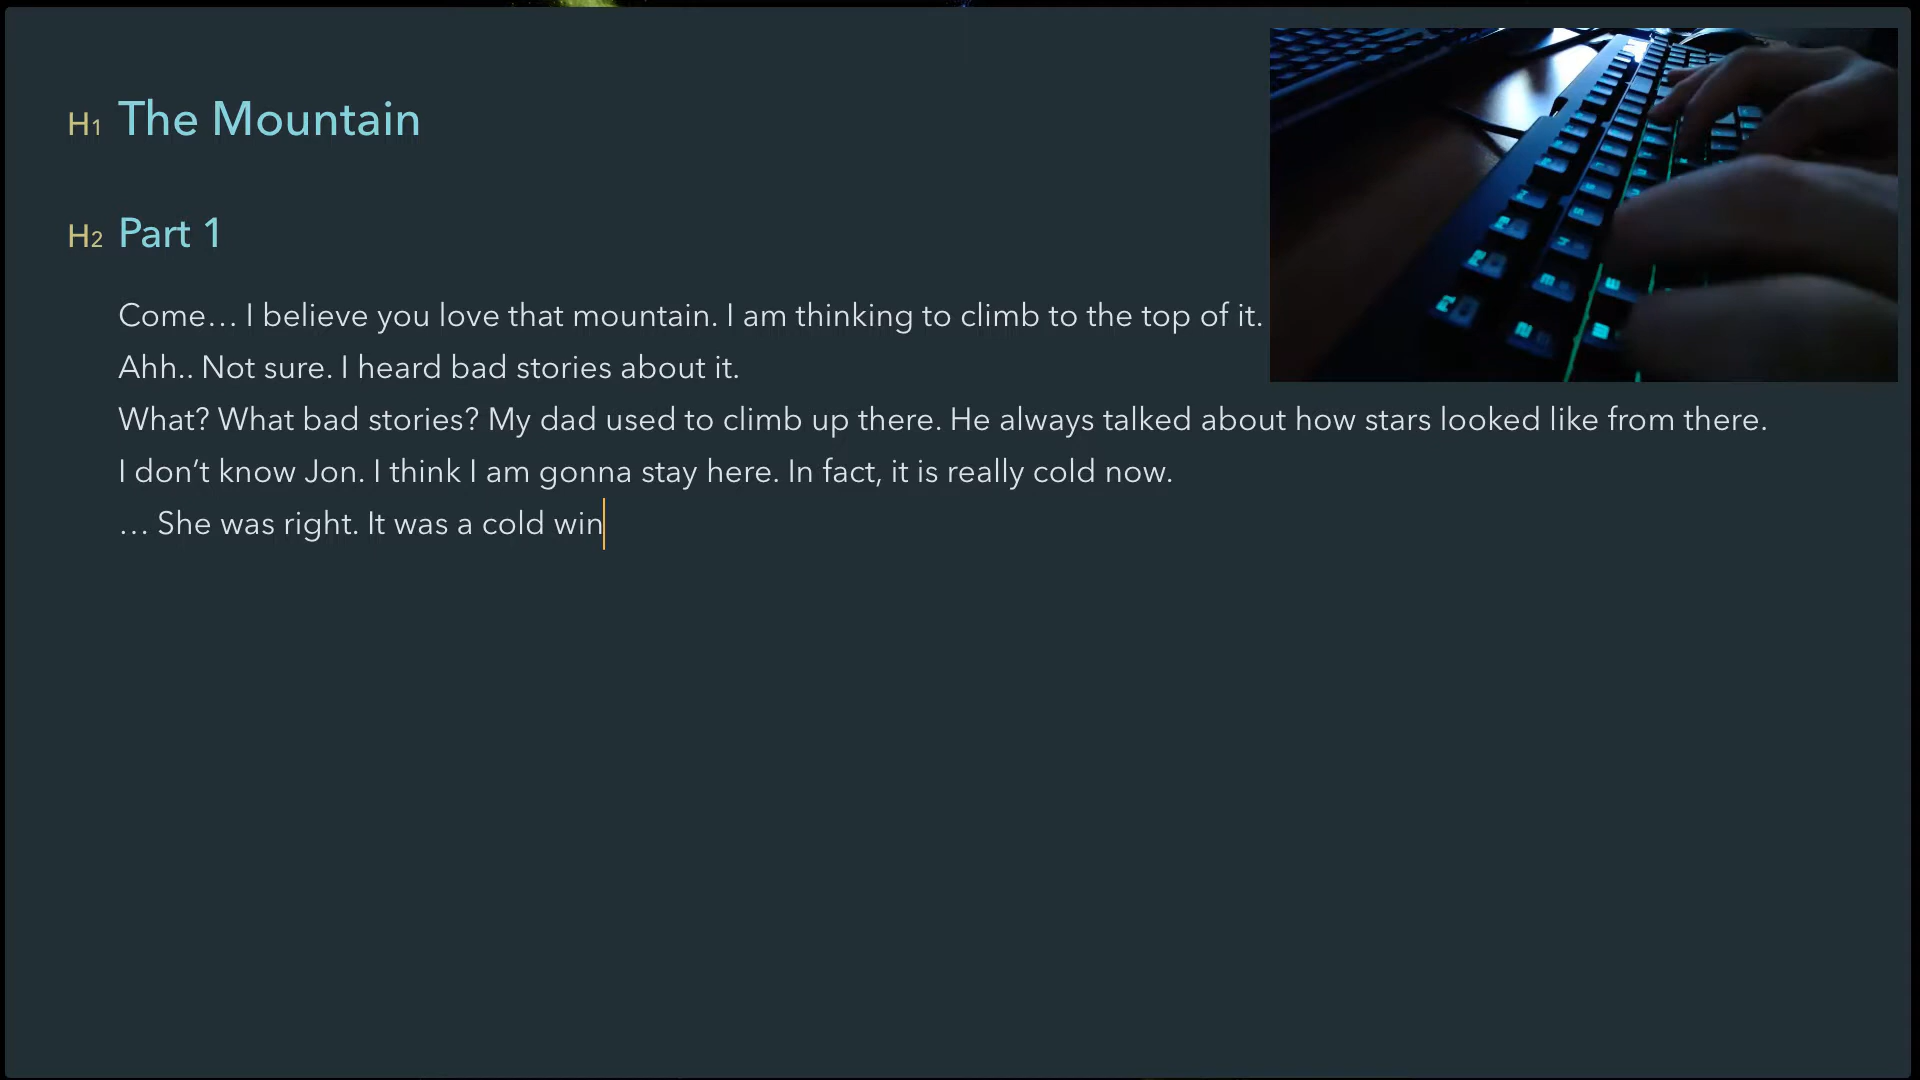 H1 The Mountain
H2 Part 1
Come… I believe you love that mountain. I am thinking to climb to the top of it.
Ahh.. Not sure. I heard bad stories about it.
What? What bad stories? My dad used to climb up there. He always talked about how stars looked like from there.
I don’t know Jon. I think I am gonna stay here. In fact, it is really cold now.
… She was right. It was a cold win